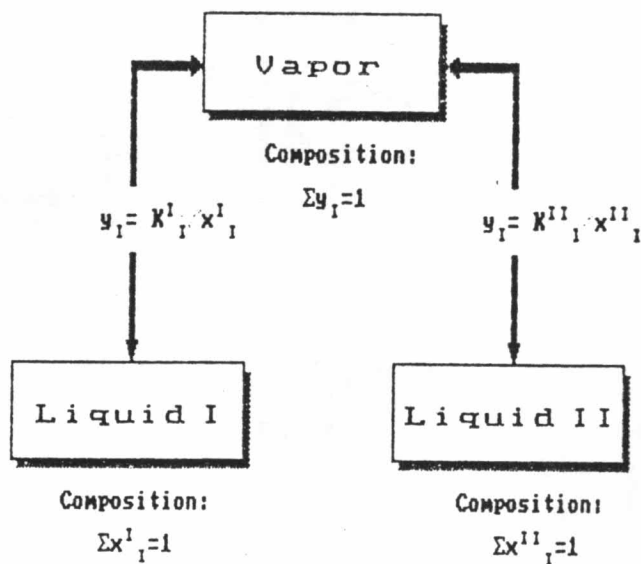 Vapor
Composition:
Σy_I=1
y_I= K^I_I x^I_I
y_I= K^II_I x^II_I
Liquid I
Liquid II
Composition:
Σx^I_I=1
Composition:
Σx^II_I=1